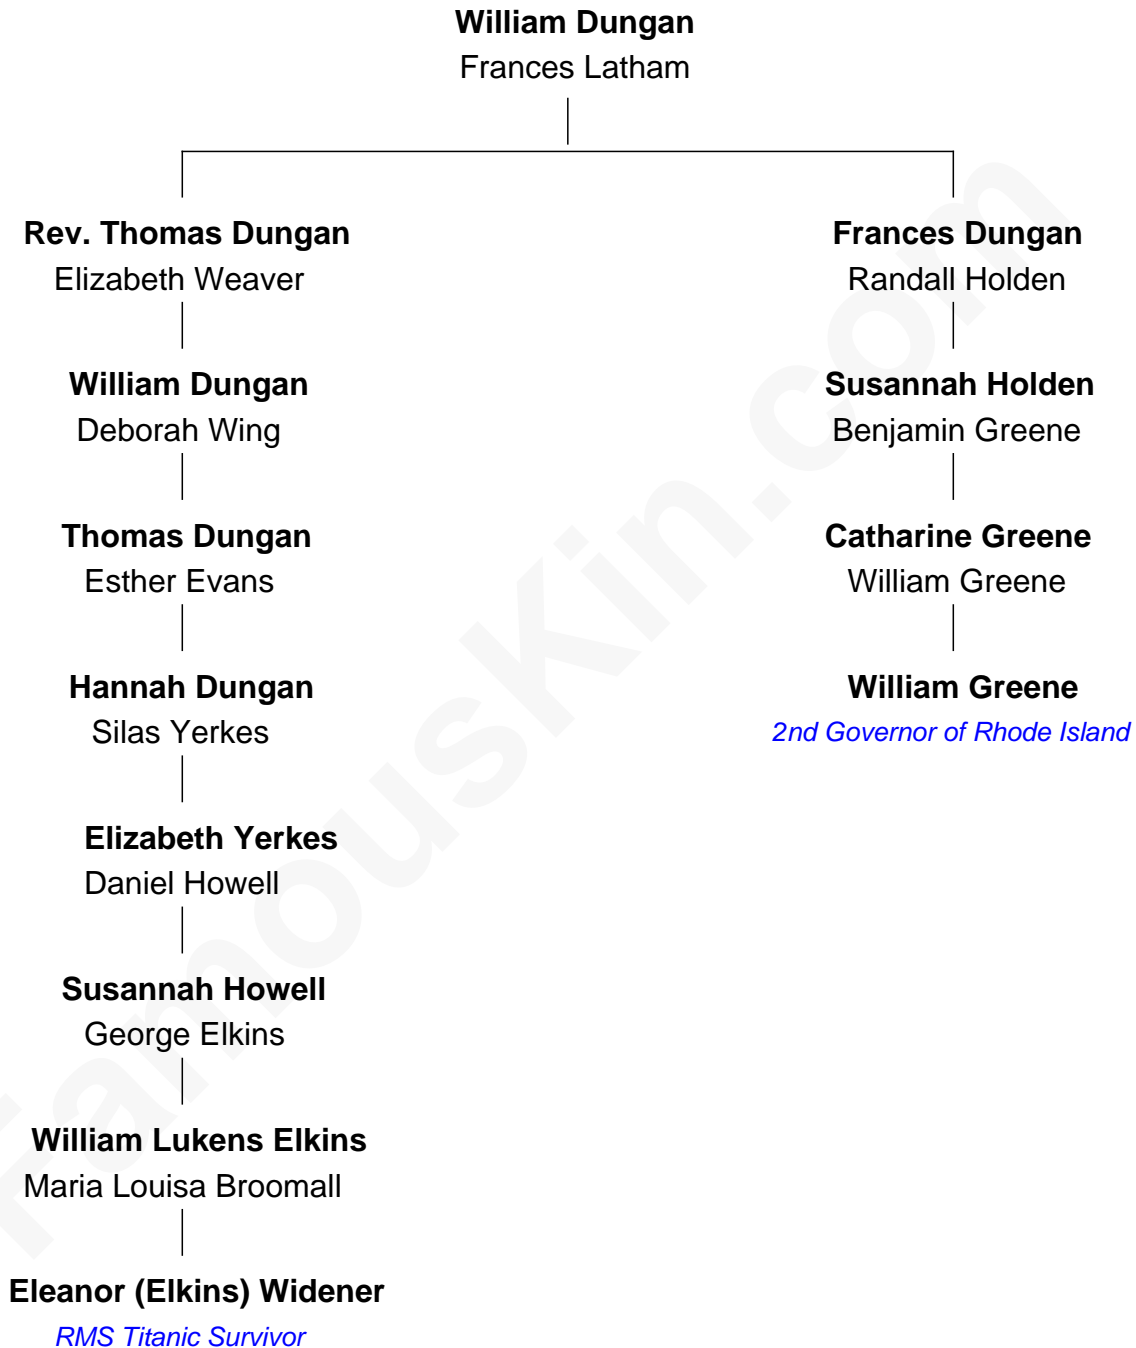 William Dungan
Frances Latham
Rev. Thomas Dungan
Elizabeth Weaver
William Dungan
Deborah Wing
Thomas Dungan
Esther Evans
Hannah Dungan
Silas Yerkes
Elizabeth Yerkes
Daniel Howell
Susannah Howell
George Elkins
William Lukens Elkins
Maria Louisa Broomall
Eleanor (Elkins) Widener
RMS Titanic Survivor
Frances Dungan
Randall Holden
Susannah Holden
Benjamin Greene
Catharine Greene
William Greene
William Greene
2nd Governor of Rhode Island
FamousKin.com